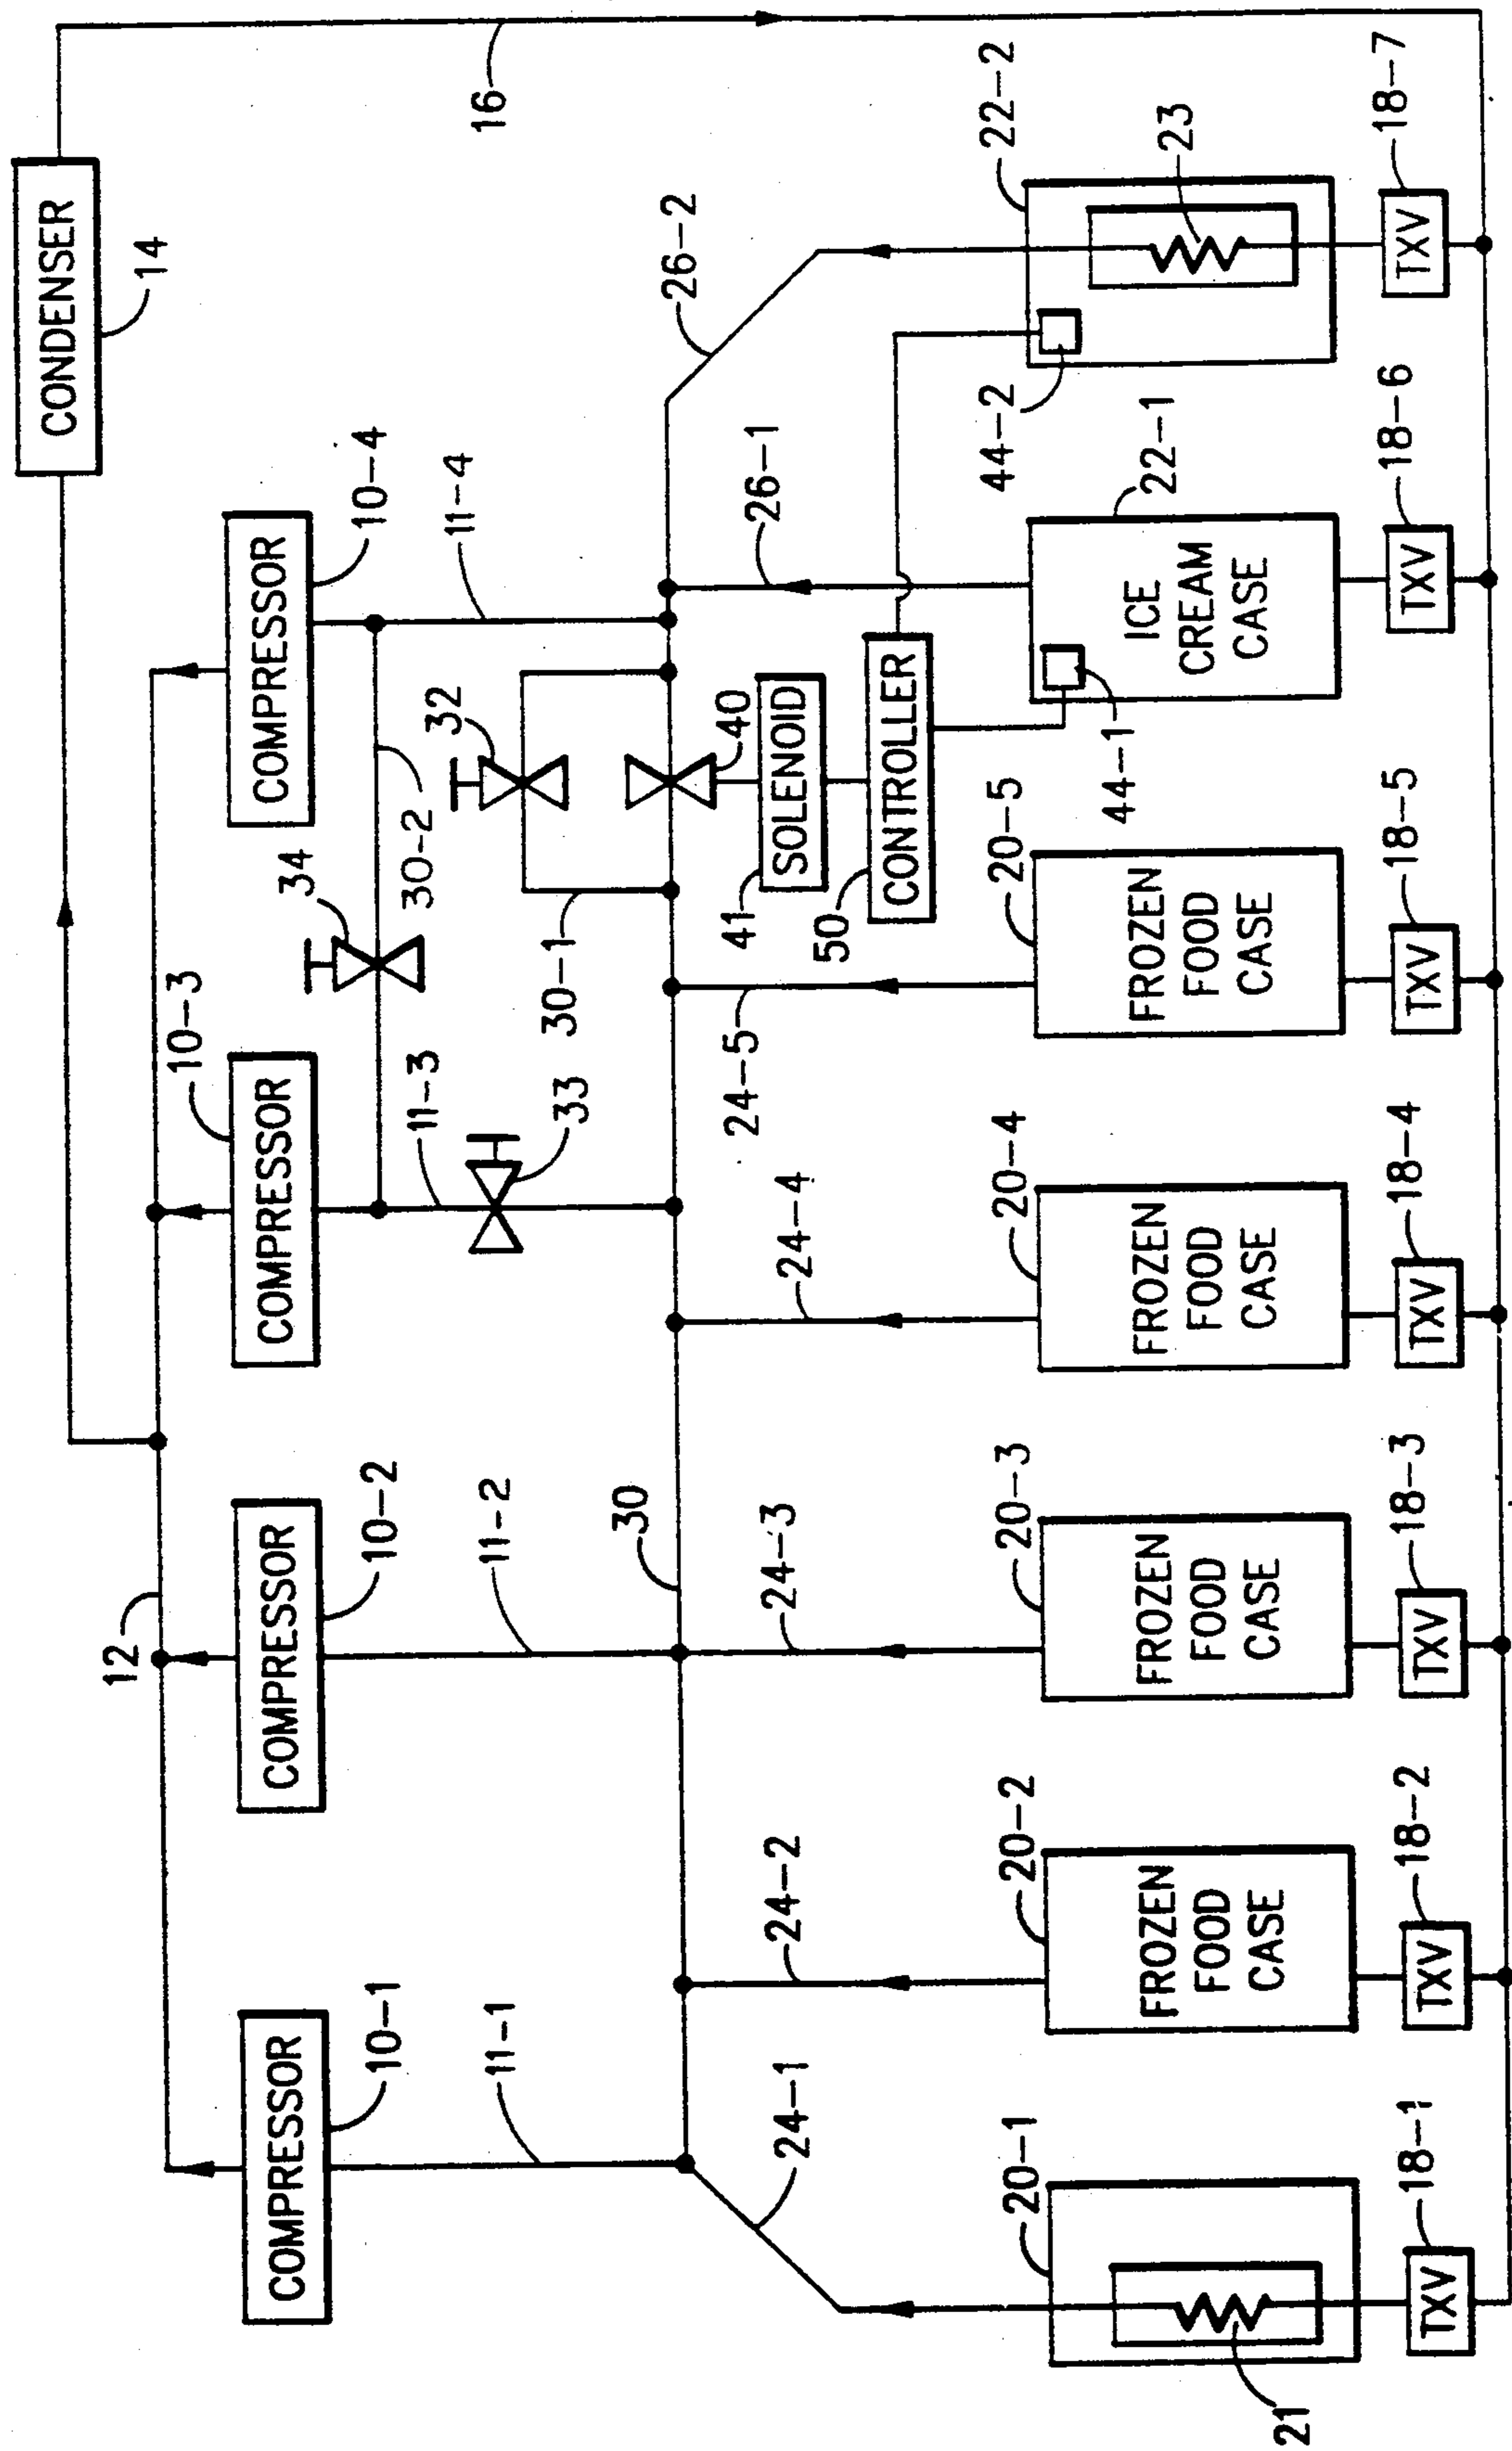 CONDENSER
14
16
COMPRESSOR
10-1
COMPRESSOR
10-2
COMPRESSOR
10-3
COMPRESSOR
10-4
12
11-1
11-2
11-3
11-4
34
30-2
33
32
30-1
30
40
SOLENOID
41
CONTROLLER
50
24-1
24-2
24-3
24-4
24-5
26-1
26-2
20-1
21
FROZEN
FOOD
CASE
20-2
FROZEN
FOOD
CASE
20-3
FROZEN
FOOD
CASE
20-4
FROZEN
FOOD
CASE
20-5
ICE
CREAM
CASE
22-1
44-1
44-2
22-2
23
TXV
18-1
TXV
18-2
TXV
18-3
TXV
18-4
TXV
18-5
TXV
18-6
TXV
18-7